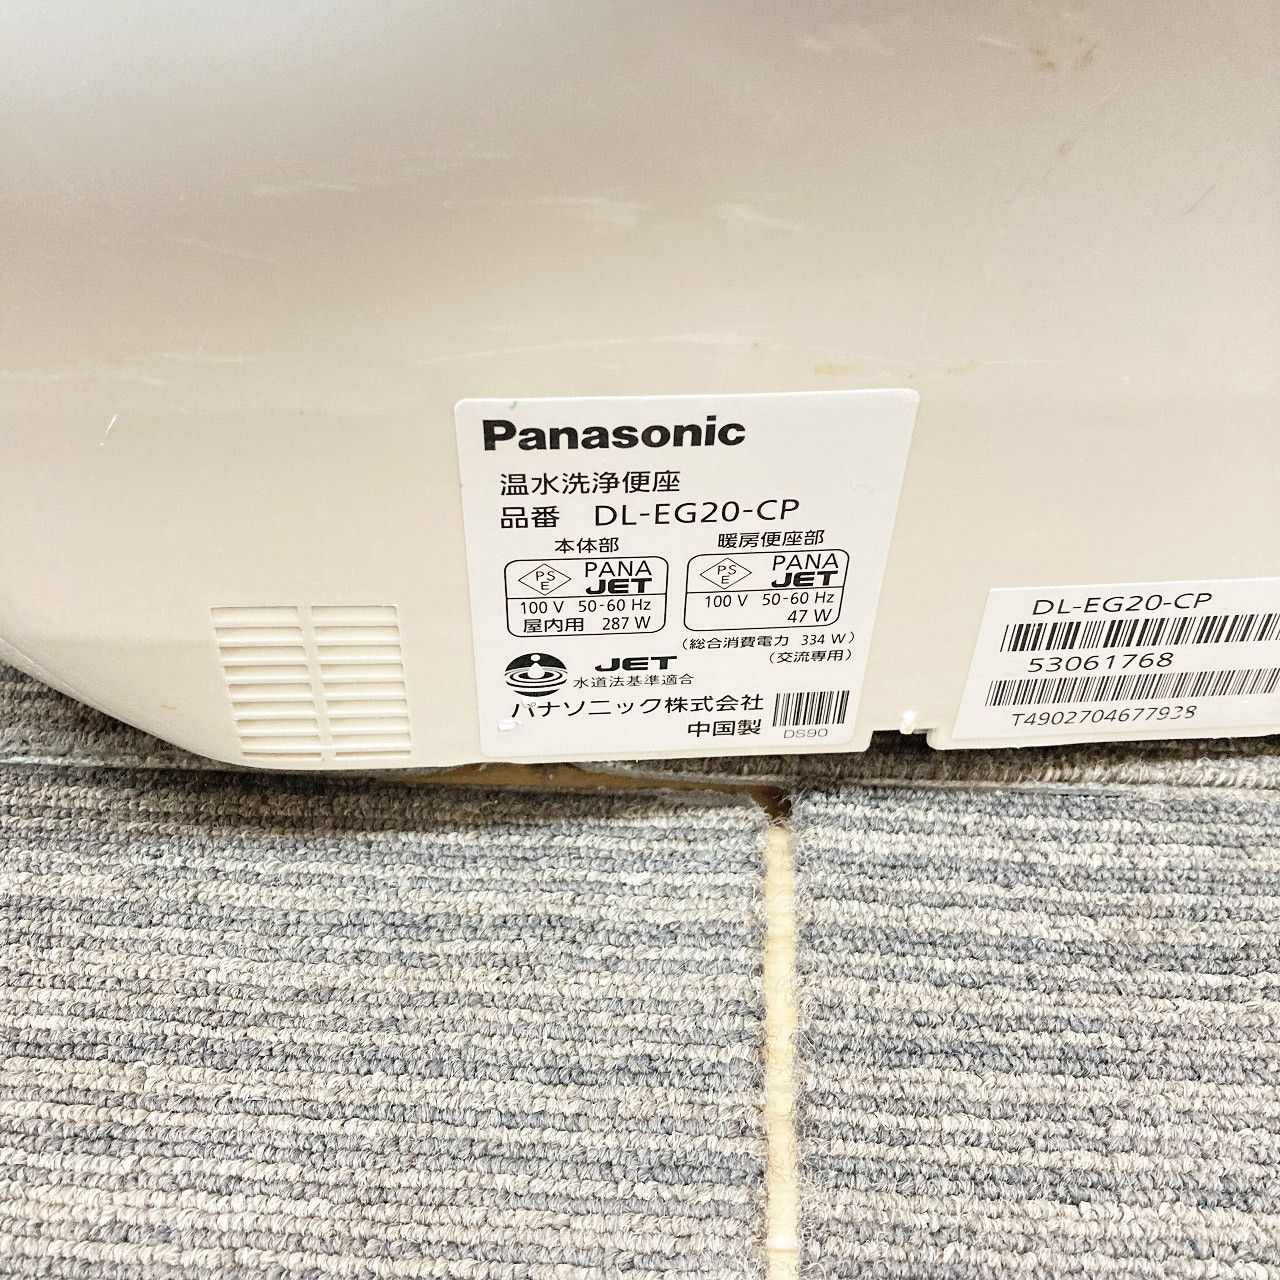 Panasonic
温水洗浄便座
品番 DL-EG20-CP
本体部
PS
E
PANA
JET
100 V 50-60 Hz
屋内用 287 W
暖房便座部
PS
E
PANA
JET
100 V 50-60 Hz
47 W
(総合消費電力 334 W)
(交流専用)
JET
水道法基準適合
パナソニック株式会社
中国製
DS90
DL-EG20-CP
53061768
T4902704677938